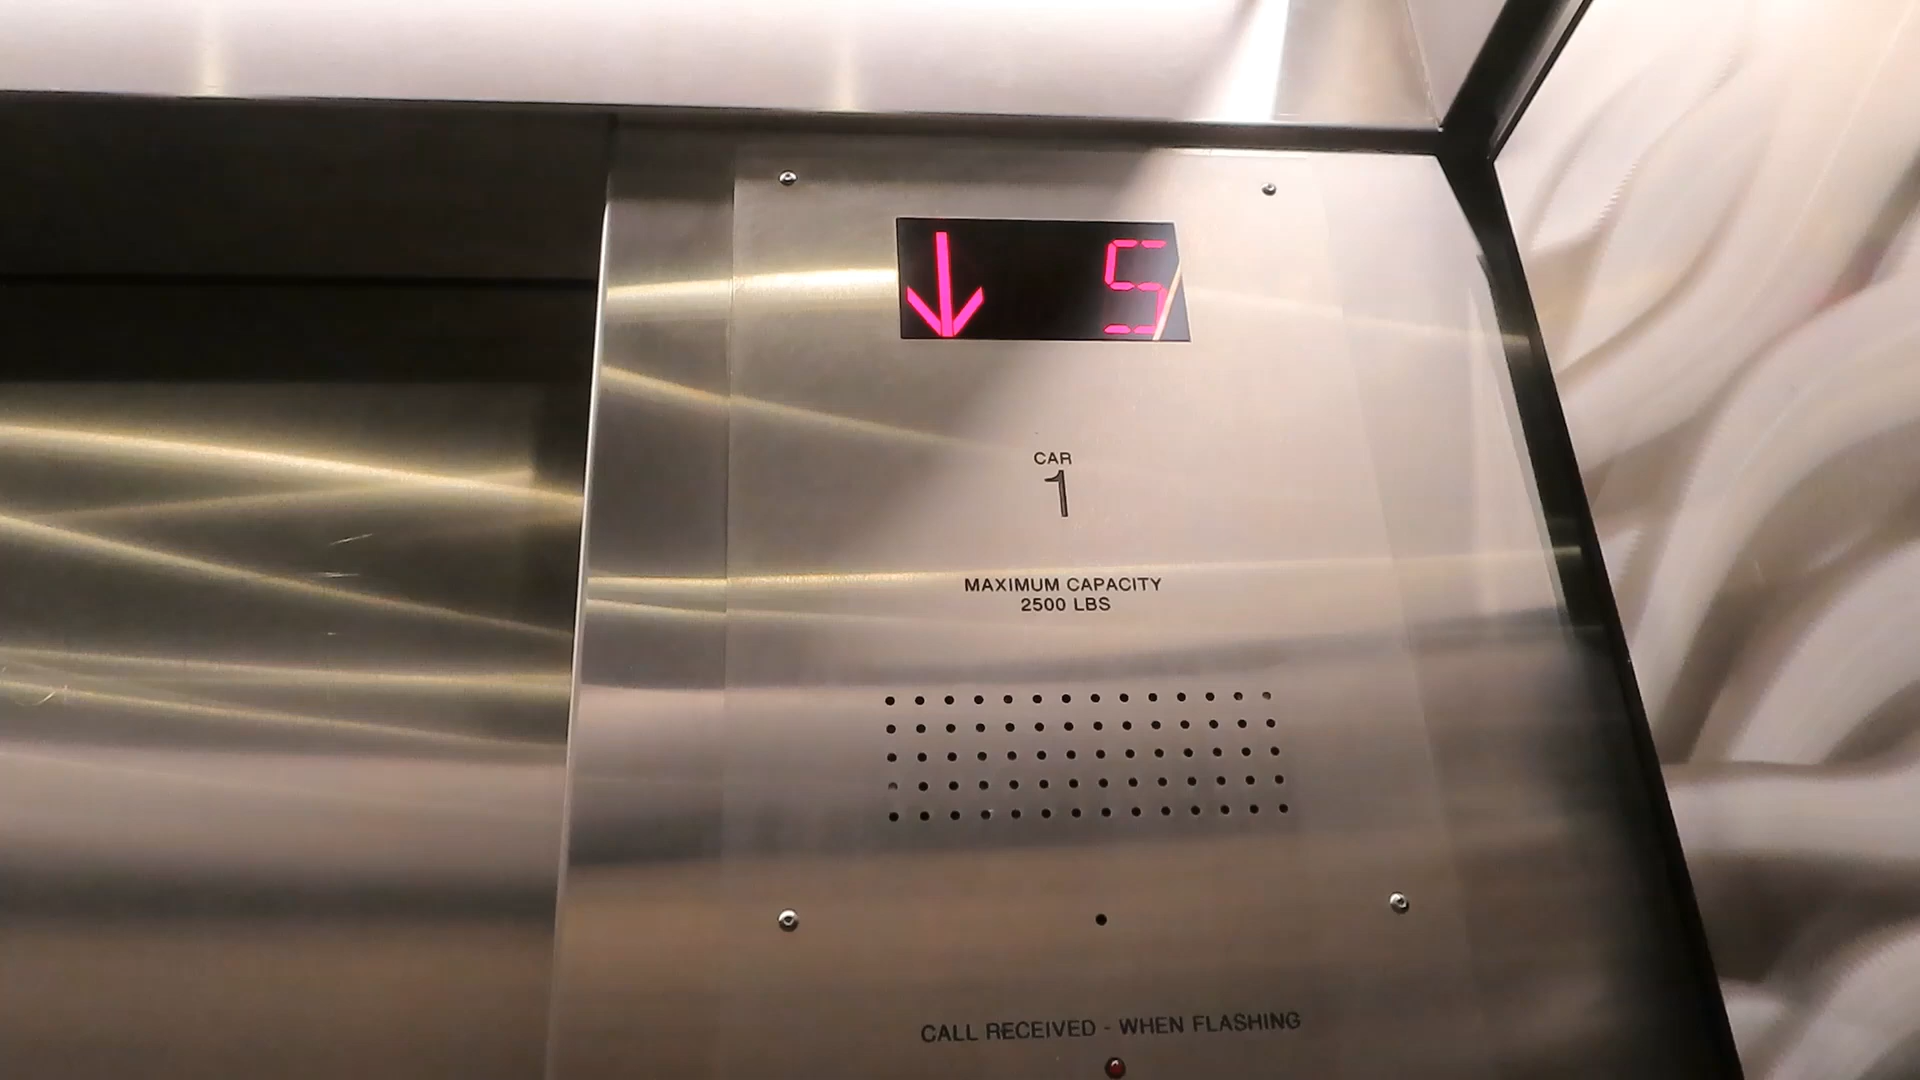 ↓ 5
CAR
1
MAXIMUM CAPACITY
2500 LBS
CALL RECEIVED - WHEN FLASHING